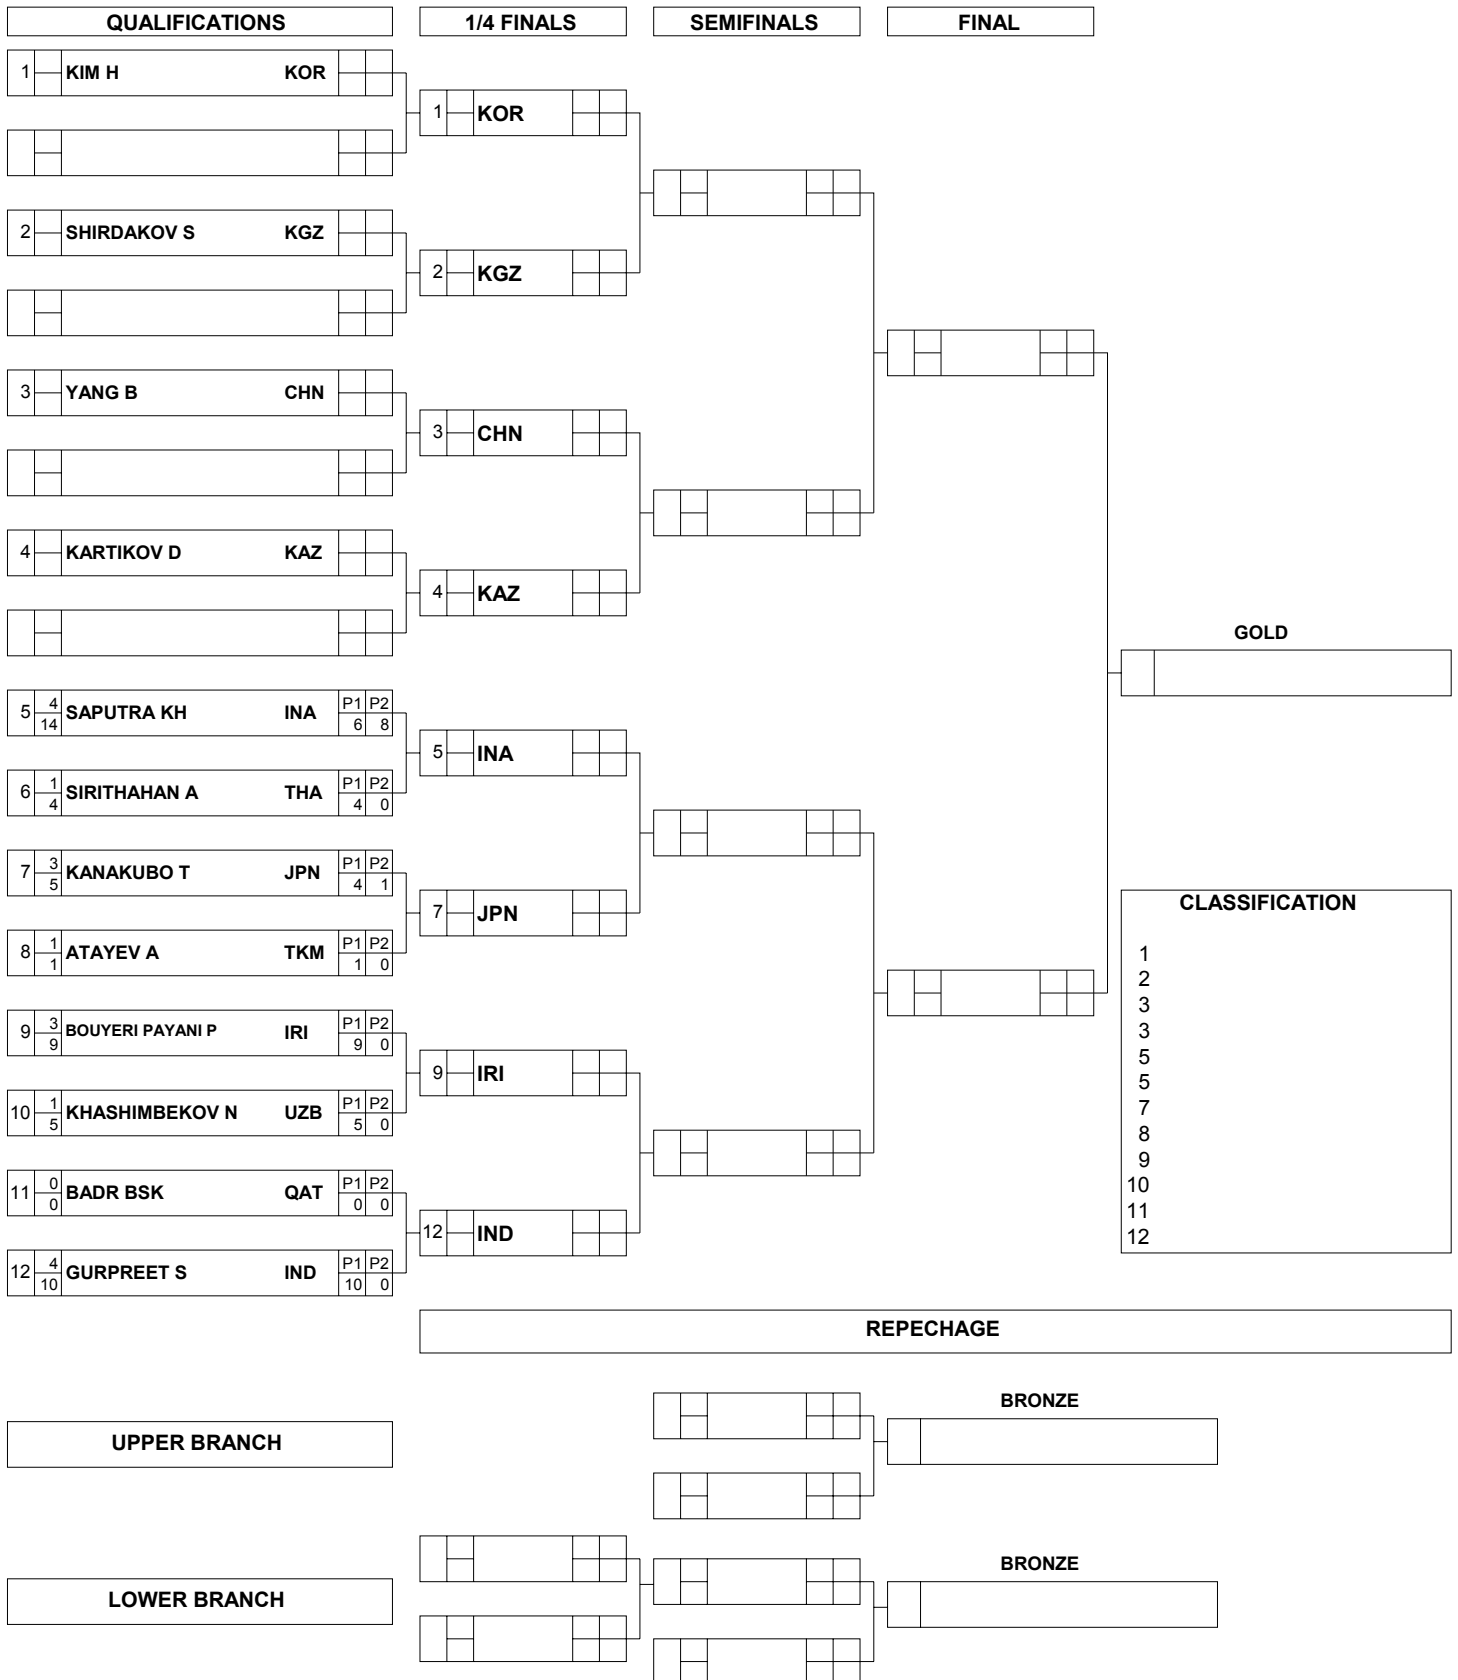 QUALIFICATIONS 1/4 FINALS SEMIFINALS FINAL
1 KIM H KOR
1 KOR
2 SHIRDAKOV S KGZ
2 KGZ
3 YANG B CHN
3 CHN
4 KARTIKOV D KAZ
4 KAZ
GOLD
5 4 14 SAPUTRA KH INA P1 P2 6 8
5 INA
6 1 4 SIRITHAHAN A THA P1 P2 4 0
7 3 5 KANAKUBO T JPN P1 P2 4 1
7 JPN
8 1 1 ATAYEV A TKM P1 P2 1 0
9 3 9 BOUYERI PAYANI P IRI P1 P2 9 0
9 IRI
10 1 5 KHASHIMBEKOV N UZB P1 P2 5 0
11 0 0 BADR BSK QAT P1 P2 0 0
12 IND
12 4 10 GURPREET S IND P1 P2 10 0
CLASSIFICATION
1
2
3
3
5
5
7
8
9
10
11
12
REPECHAGE
BRONZE
UPPER BRANCH
BRONZE
LOWER BRANCH